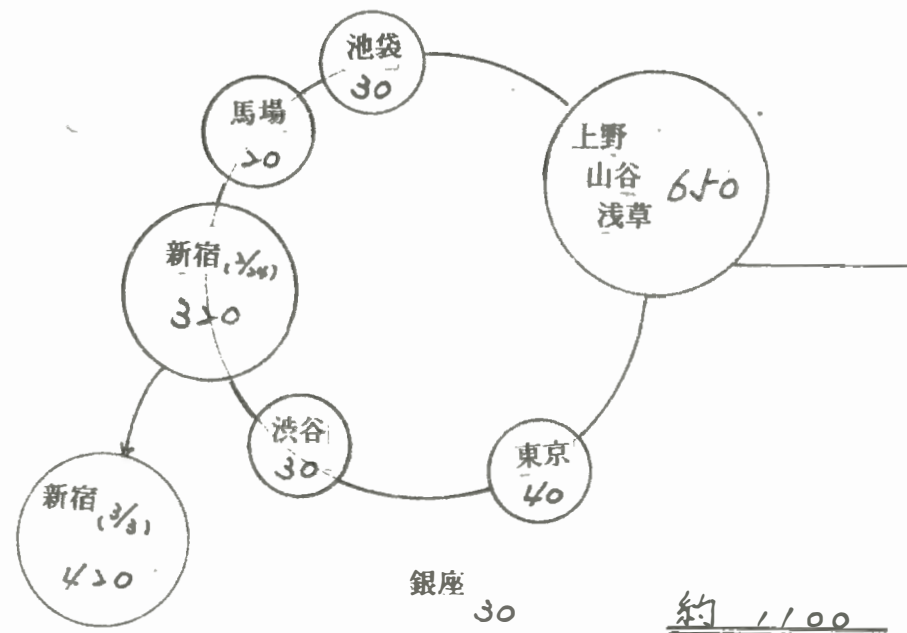 池袋
30
馬場
20
上野
山谷 650
浅草
新宿(2/24)
320
渋谷
30
東京
40
新宿(3/3)
420
銀座
30
約 1100